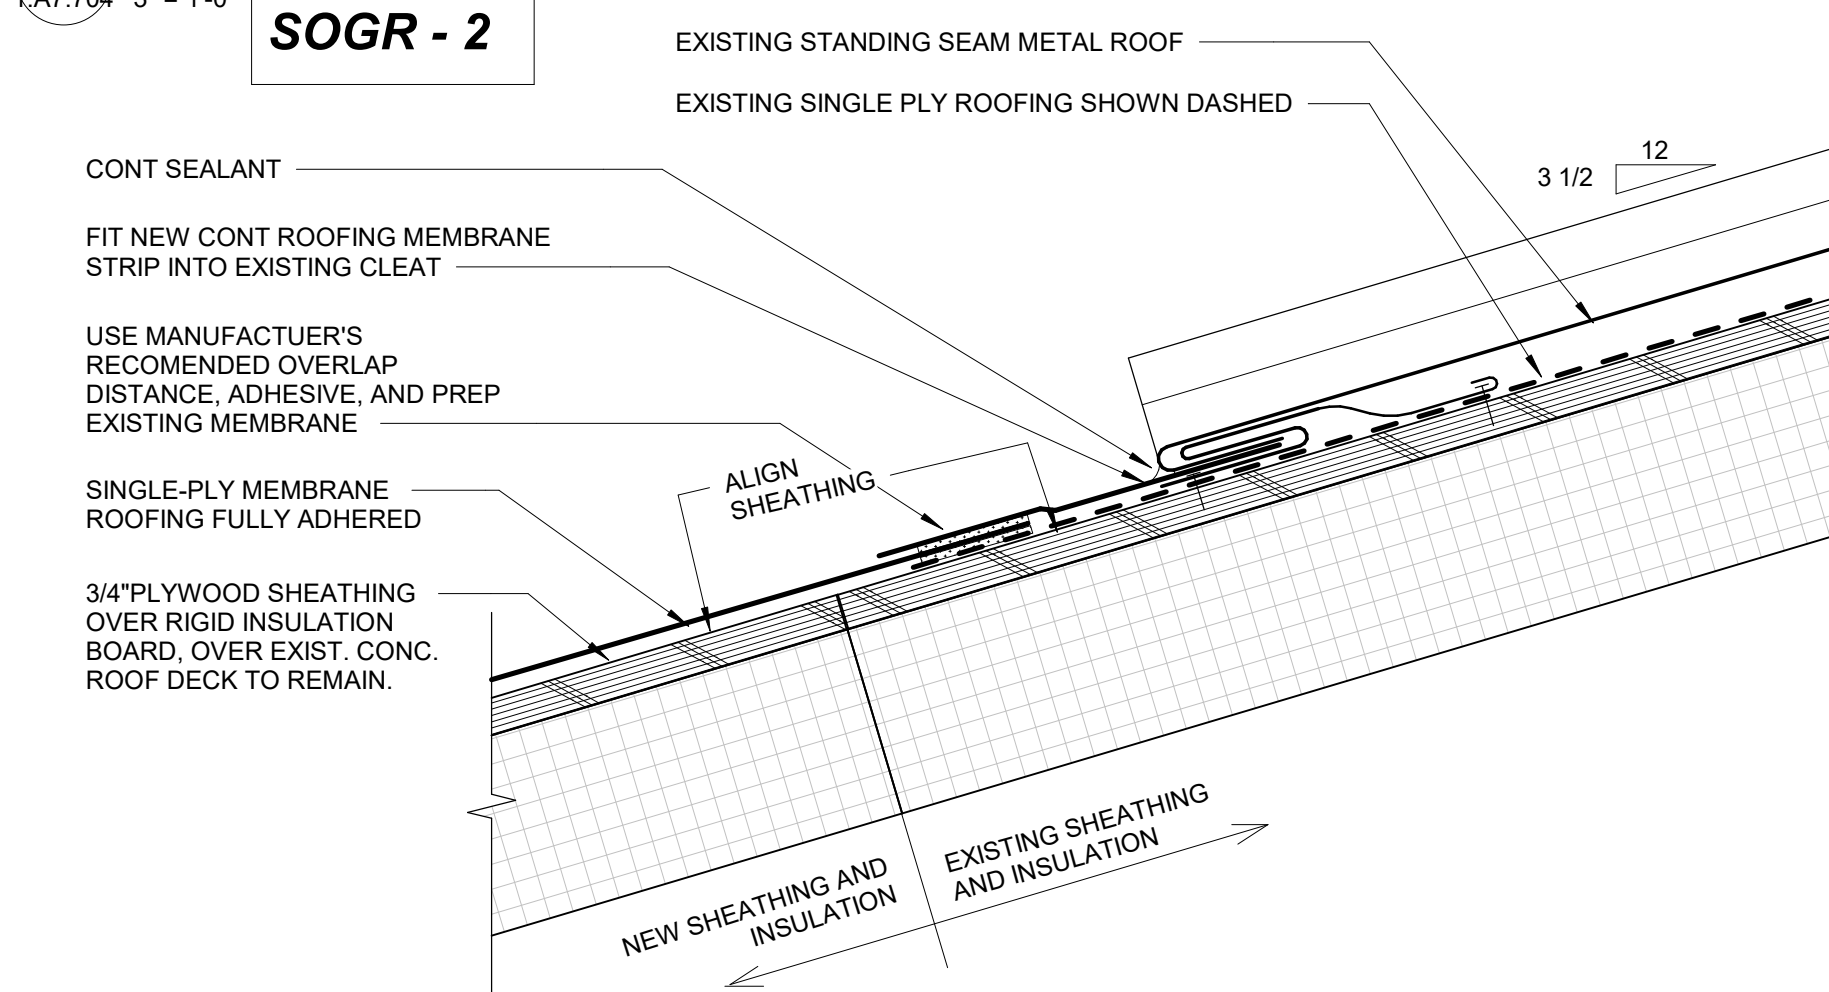 SOGR - 2
EXISTING STANDING SEAM METAL ROOF
EXISTING SINGLE PLY ROOFING SHOWN DASHED
12
3 1/2
CONT SEALANT
FIT NEW CONT ROOFING MEMBRANE
STRIP INTO EXISTING CLEAT
USE MANUFACTUER'S
RECOMENDED OVERLAP
DISTANCE, ADHESIVE, AND PREP
EXISTING MEMBRANE
ALIGN
SHEATHING
SINGLE-PLY MEMBRANE
ROOFING FULLY ADHERED
3/4"PLYWOOD SHEATHING
OVER RIGID INSULATION
BOARD, OVER EXIST. CONC.
ROOF DECK TO REMAIN.
NEW SHEATHING AND
INSULATION
EXISTING SHEATHING
AND INSULATION